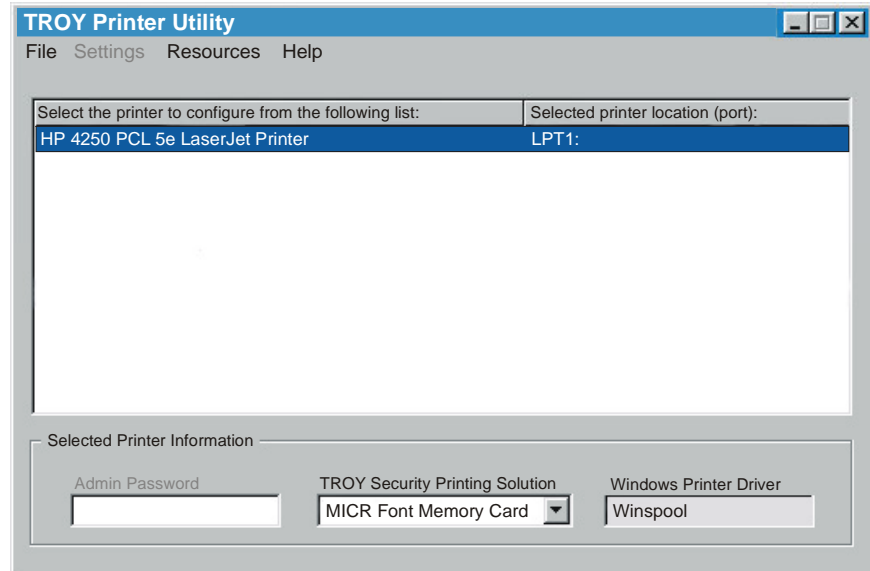 TROY Printer Utility
File Settings Resources Help
Select the printer to configure from the following list: Selected printer location (port):
HP 4250 PCL 5e LaserJet Printer LPT1:
Selected Printer Information
Admin Password TROY Security Printing Solution Windows Printer Driver
MICR Font Memory Card Winspool